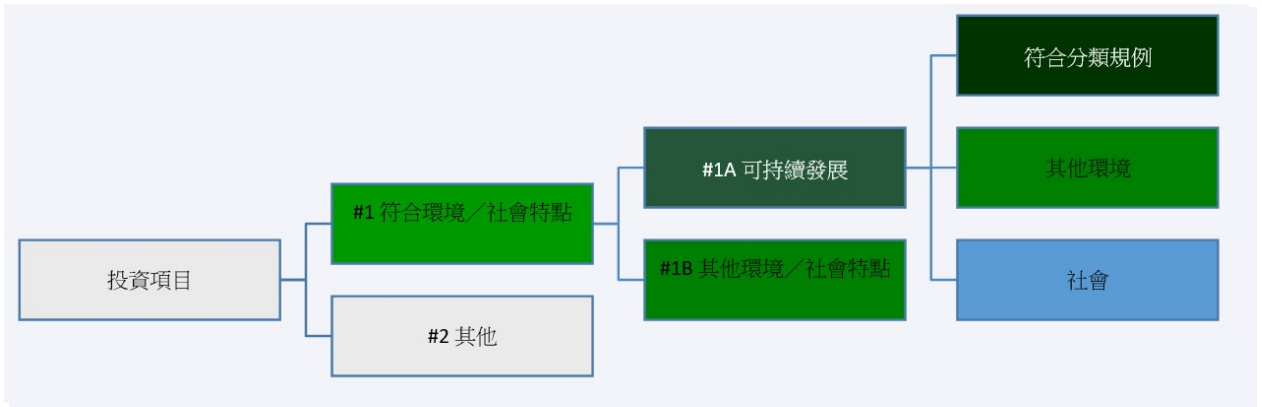 投資項目
#1 符合環境／社會特點
#2 其他
#1A 可持續發展
#1B 其他環境／社會特點
符合分類規例
其他環境
社會